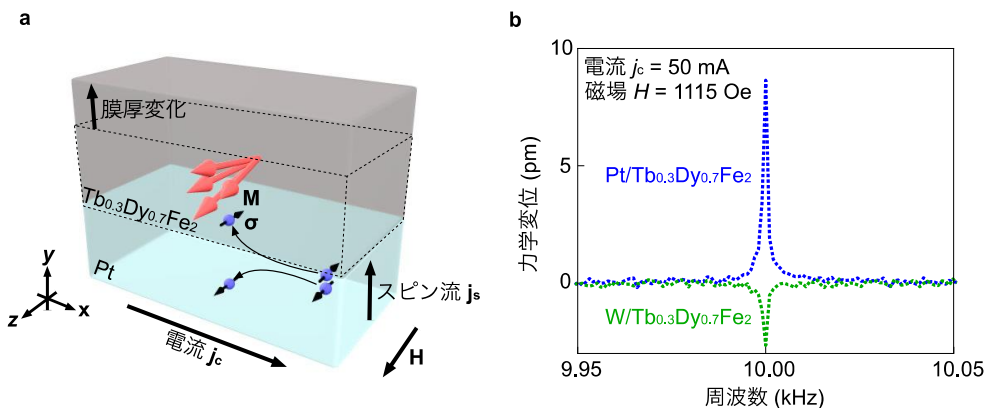 a
膜厚変化
M
Tb0.3Dy0.7Fe2
σ
Pt
y
x
z
スピン流 js
電流 jc
H
b
10
電流 jc = 50 mA
磁場 H = 1115 Oe
力学変位 (pm)
5
Pt/Tb0.3Dy0.7Fe2
0
W/Tb0.3Dy0.7Fe2
9.95
10.00
10.05
周波数 (kHz)